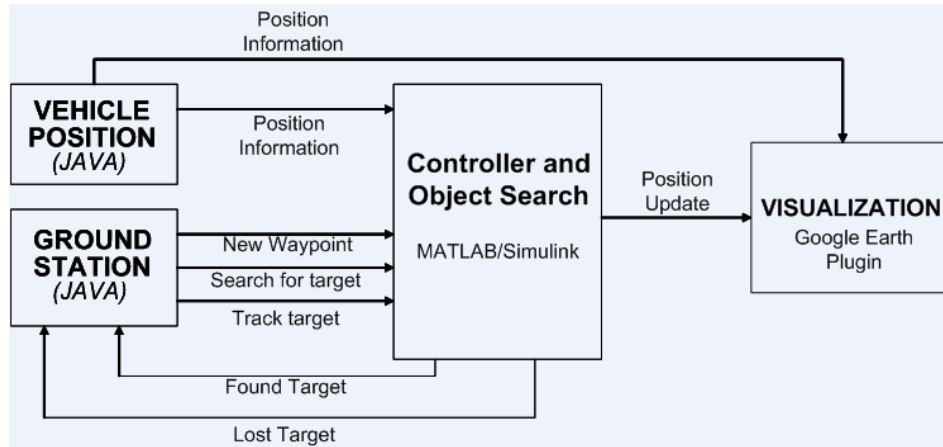 Position
Information
VEHICLE
POSITION
(JAVA)
Position
Information
Controller and
Object Search
MATLAB/Simulink
Position
Update
VISUALIZATION
Google Earth
Plugin
GROUND
STATION
(JAVA)
New Waypoint
Search for target
Track target
Found Target
Lost Target